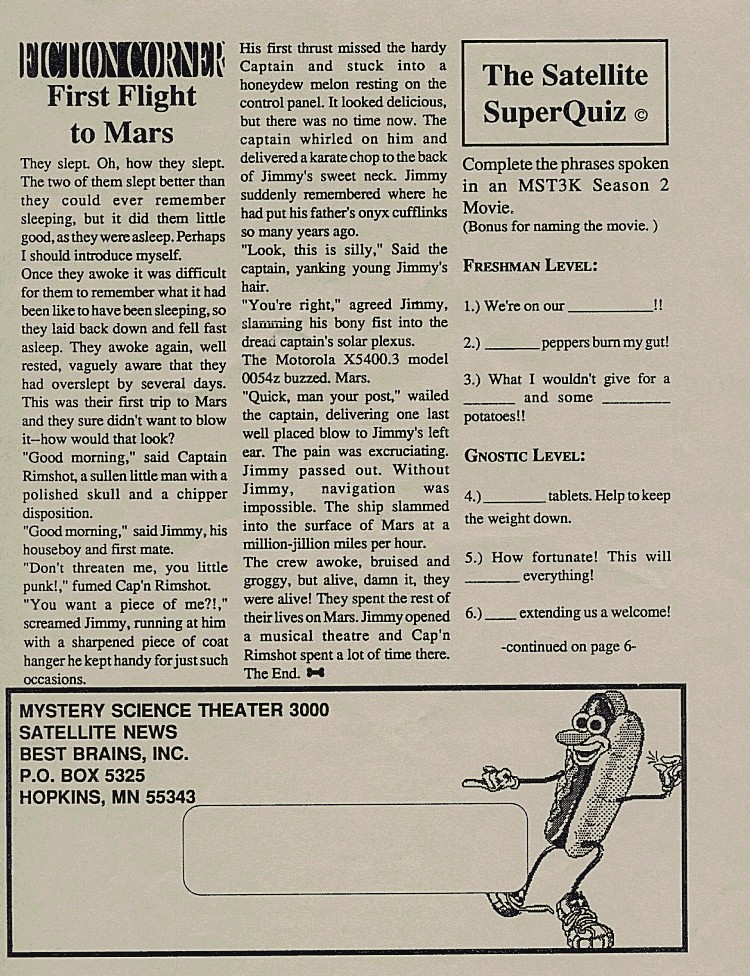 FICTION CORNER
First Flight
to Mars
They slept. Oh, how they slept.
The two of them slept better than
they could ever remember
sleeping, but it did them little
good, as they were asleep. Perhaps
I should introduce myself.
Once they awoke it was difficult
for them to remember what it had
been like to have been sleeping, so
they laid back down and fell fast
asleep. They awoke again, well
rested, vaguely aware that they
had overslept by several days.
This was their first trip to Mars
and they sure didn't want to blow
it--how would that look?
"Good morning," said Captain
Rimshot, a sullen little man with a
polished skull and a chipper
disposition.
"Good morning," said Jimmy, his
houseboy and first mate.
"Don't threaten me, you little
punk!," fumed Cap'n Rimshot.
"You want a piece of me?!,"
screamed Jimmy, running at him
with a sharpened piece of coat
hanger he kept handy for just such
occasions.
His first thrust missed the hardy
Captain and stuck into a
honeydew melon resting on the
control panel. It looked delicious,
but there was no time now. The
captain whirled on him and
delivered a karate chop to the back
of Jimmy's sweet neck. Jimmy
suddenly remembered where he
had put his father's onyx cufflinks
so many years ago.
"Look, this is silly," Said the
captain, yanking young Jimmy's
hair.
"You're right," agreed Jimmy,
slamming his bony fist into the
dread captain's solar plexus.
The Motorola X5400.3 model
0054z buzzed. Mars.
"Quick, man your post," wailed
the captain, delivering one last
well placed blow to Jimmy's left
ear. The pain was excruciating.
Jimmy passed out. Without
Jimmy, navigation was
impossible. The ship slammed
into the surface of Mars at a
million-jillion miles per hour.
The crew awoke, bruised and
groggy, but alive, damn it, they
were alive! They spent the rest of
their lives on Mars. Jimmy opened
a musical theatre and Cap'n
Rimshot spent a lot of time there.
The End.
The Satellite
SuperQuiz ©
Complete the phrases spoken
in an MST3K Season 2
Movie.
(Bonus for naming the movie. )
FRESHMAN LEVEL:
1.) We're on our __________!!
2.) ______ peppers burn my gut!
3.) What I wouldn't give for a
______ and some ________
potatoes!!
GNOSTIC LEVEL:
4.) _______ tablets. Help to keep
the weight down.
5.) How fortunate! This will
______ everything!
6.) ____ extending us a welcome!
-continued on page 6-
MYSTERY SCIENCE THEATER 3000
SATELLITE NEWS
BEST BRAINS, INC.
P.O. BOX 5325
HOPKINS, MN 55343